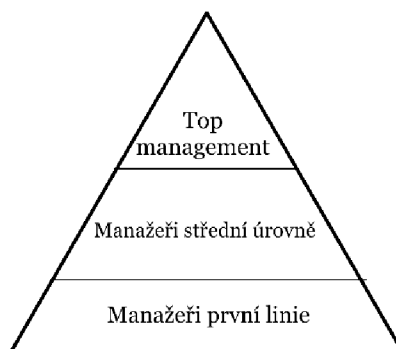 Top
management
Manažeři střední úrovně
Manažeři první linie